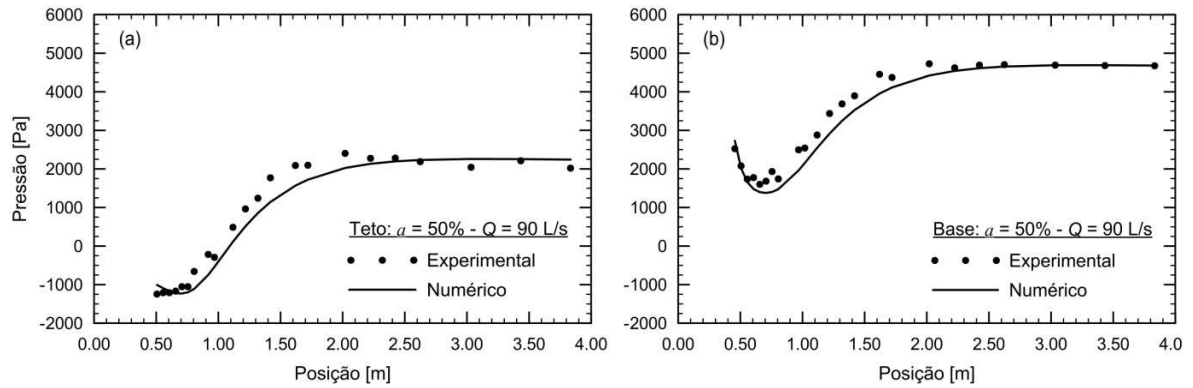 (a)
Pressão [Pa]
6000
5000
4000
3000
2000
1000
0
-1000
-2000
Teto: a = 50% - Q = 90 L/s
Experimental
Numérico
0.00 0.50 1.00 1.50 2.00 2.50 3.00 3.50 4.00
Posição [m]
(b)
6000
5000
4000
3000
2000
1000
0
-1000
-2000
Base: a = 50% - Q = 90 L/s
Experimental
Numérico
0.00 0.50 1.00 1.50 2.00 2.50 3.00 3.50 4.00
Posição [m]